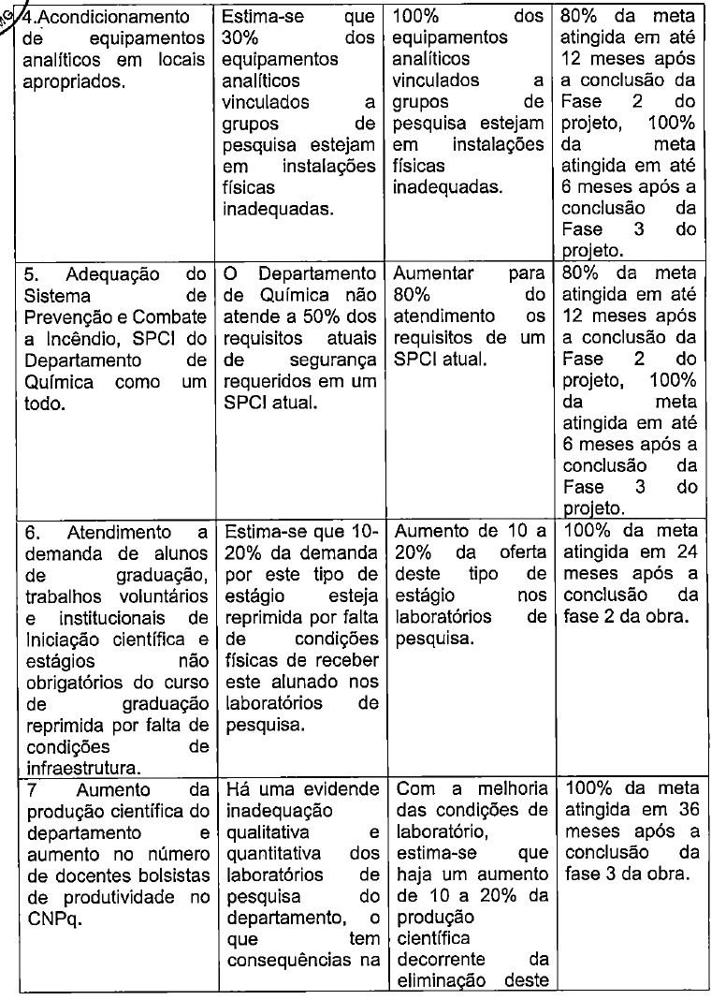 4.Acondicionamento
de equipamentos
analíticos em locais
apropriados.
Estima-se que
30% dos
equipamentos
analíticos
vinculados a
grupos de
pesquisa estejam
em instalações
físicas
inadequadas.
100% dos
equipamentos
analíticos
vinculados a
grupos de
pesquisa estejam
em instalações
físicas
inadequadas.
80% da meta
atingida em até
12 meses após
a conclusão da
Fase 2 do
projeto, 100%
da meta
atingida em até
6 meses após a
conclusão da
Fase 3 do
projeto.
5. Adequação do
Sistema de
Prevenção e Combate
a Incêndio, SPCI do
Departamento de
Química como um
todo.
O Departamento
de Química não
atende a 50% dos
requisitos atuais
de segurança
requeridos em um
SPCI atual.
Aumentar para
80% do
atendimento os
requisitos de um
SPCI atual.
80% da meta
atingida em até
12 meses após
a conclusão da
Fase 2 do
projeto, 100%
da meta
atingida em até
6 meses após a
conclusão da
Fase 3 do
projeto.
6. Atendimento a
demanda de alunos
de graduação,
trabalhos voluntários
e institucionais de
Iniciação científica e
estágios não
obrigatórios do curso
de graduação
reprimida por falta de
condições de
infraestrutura.
Estima-se que 10-
20% da demanda
por este tipo de
estágio esteja
reprimida por falta
de condições
físicas de receber
este alunado nos
laboratórios de
pesquisa.
Aumento de 10 a
20% da oferta
deste tipo de
estágio nos
laboratórios de
pesquisa.
100% da meta
atingida em 24
meses após a
conclusão da
fase 2 da obra.
7 Aumento da
produção científica do
departamento e
aumento no número
de docentes bolsistas
de produtividade no
CNPq.
Há uma evidende
inadequação
qualitativa e
quantitativa dos
laboratórios de
pesquisa do
departamento, o
que tem
consequências na
Com a melhoria
das condições de
laboratório,
estima-se que
haja um aumento
de 10 a 20% da
produção
científica
decorrente da
eliminação deste
100% da meta
atingida em 36
meses após a
conclusão da
fase 3 da obra.